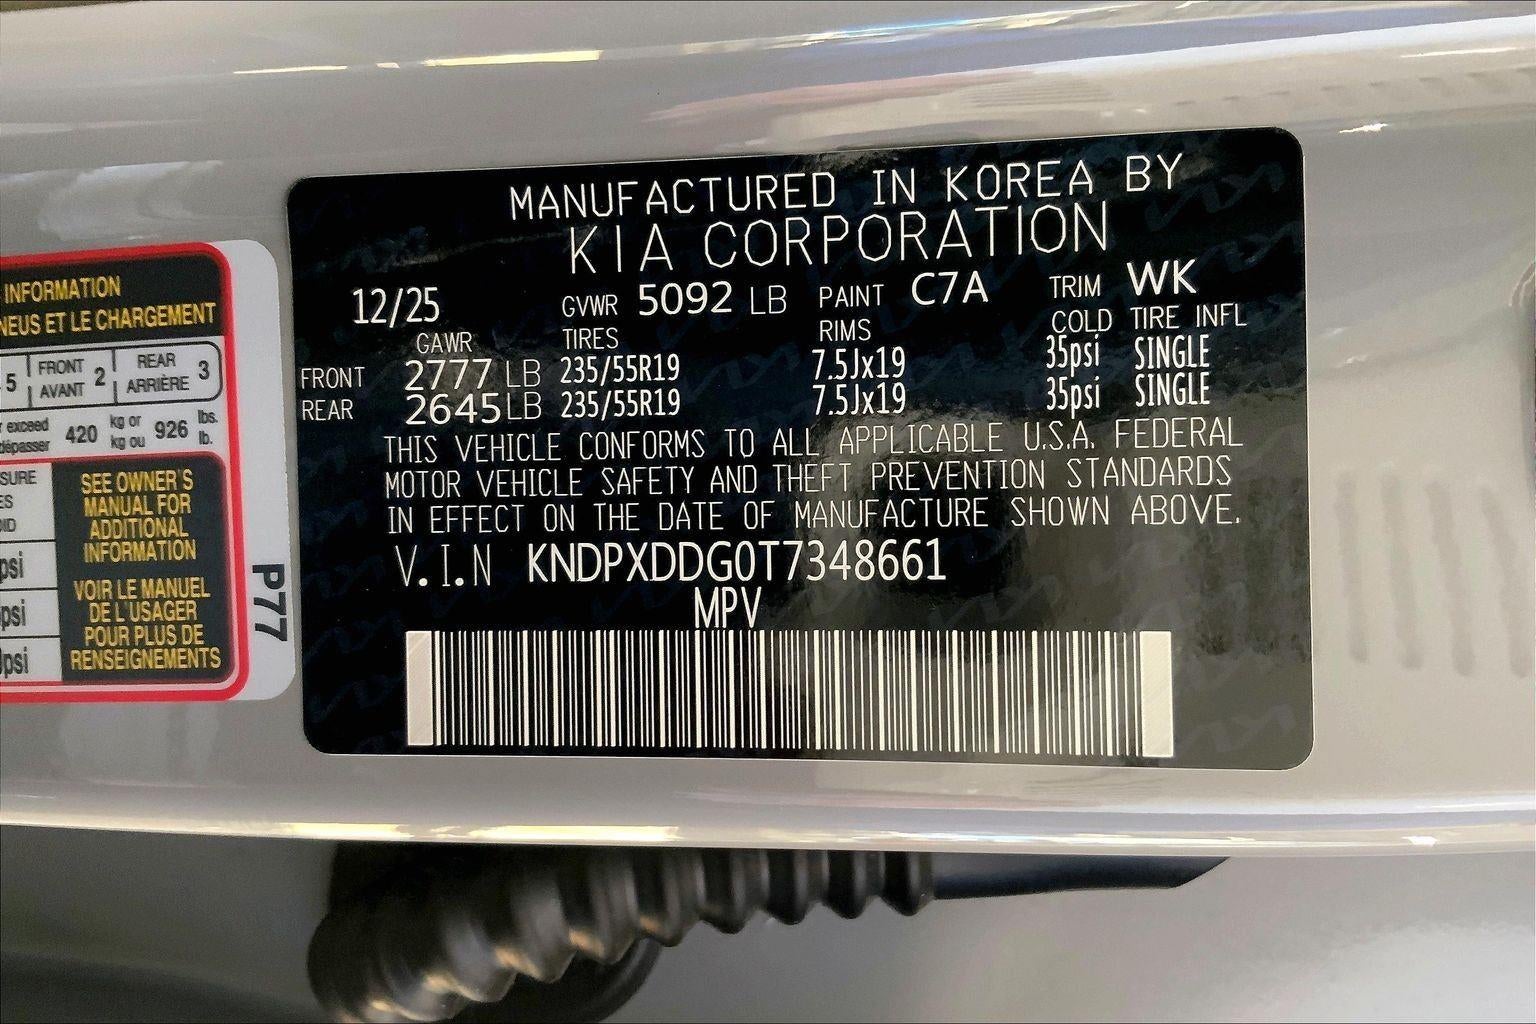 INFORMATION
NEUS ET LE CHARGEMENT
5 FRONT AVANT 2 REAR ARRIÈRE 3
exceed
dépasser 420 kg or kg ou 926 lbs. lb.
SEE OWNER'S
MANUAL FOR
ADDITIONAL
INFORMATION
VOIR LE MANUEL
DE L'USAGER
POUR PLUS DE
RENSEIGNEMENTS
psi
psi
psi
P77
MANUFACTURED IN KOREA BY
KIA CORPORATION
12/25 GVWR 5092 LB PAINT C7A TRIM WK
GAWR TIRES RIMS COLD TIRE INFL
FRONT 2777 LB 235/55R19 7.5Jx19 35psi SINGLE
REAR 2645 LB 235/55R19 7.5Jx19 35psi SINGLE
THIS VEHICLE CONFORMS TO ALL APPLICABLE U.S.A. FEDERAL
MOTOR VEHICLE SAFETY AND THEFT PREVENTION STANDARDS
IN EFFECT ON THE DATE OF MANUFACTURE SHOWN ABOVE.
V.I.N KNDPXDDG0T7348661
MPV